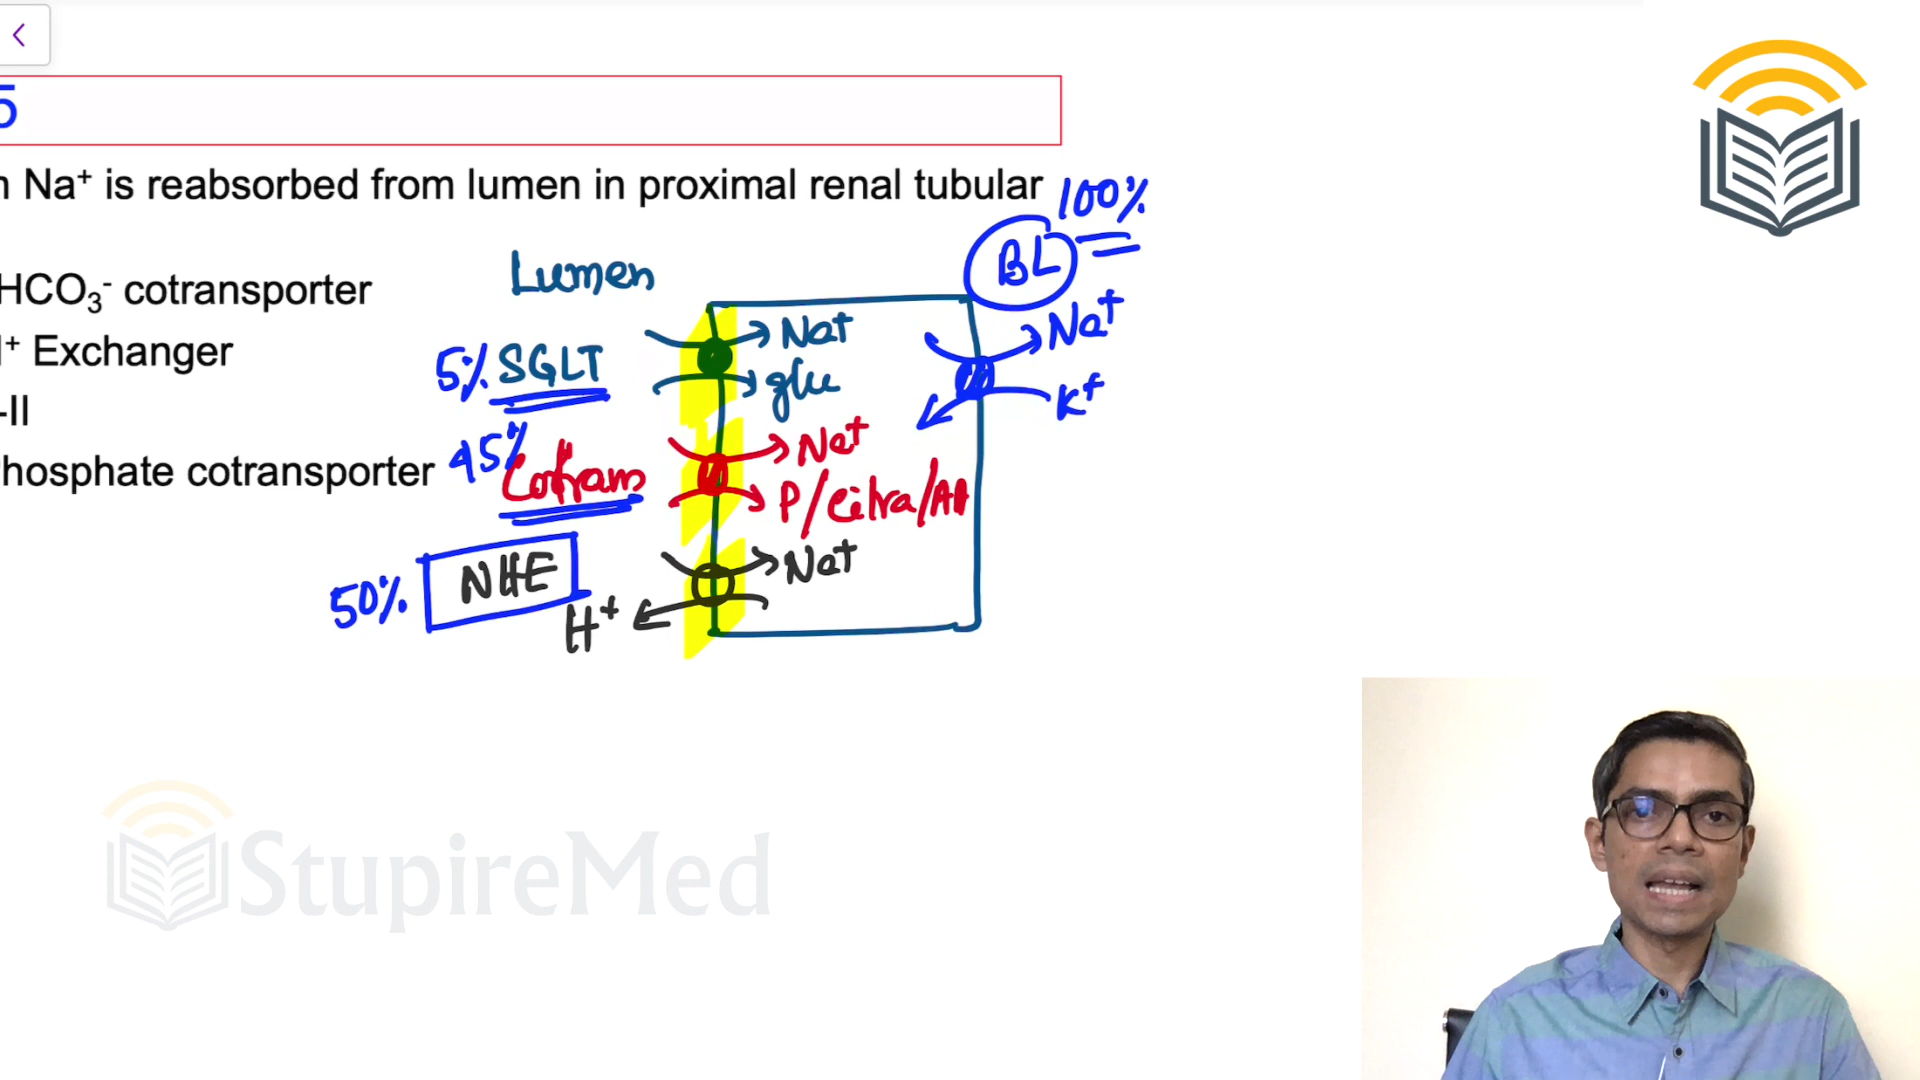 5
n Na⁺ is reabsorbed from lumen in proximal renal tubular
100%
BL
Lumen
HCO₃⁻ cotransporter
Na⁺
Na⁺
⁺ Exchanger
5% SGLT
glu
K⁺
-II
Na⁺
hosphate cotransporter
45%
Cotrans
P/Citra/AA
50%
NHE
Na⁺
H⁺
StupireMed